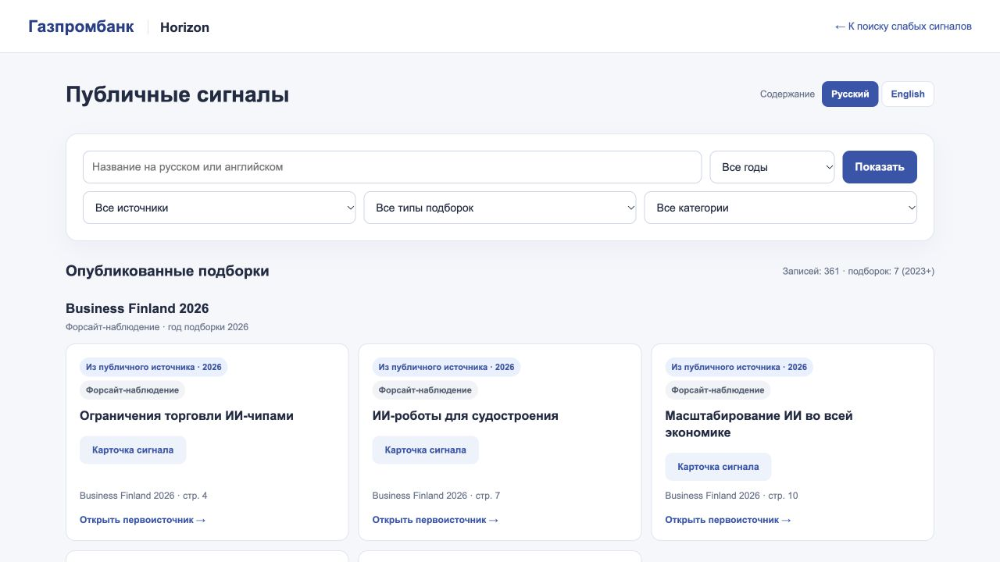 Газпромбанк
Horizon
← К поиску слабых сигналов
Публичные сигналы
Содержание
Русский
English
Название на русском или английском
Все годы
Показать
Все источники
Все типы подборок
Все категории
Опубликованные подборки
Записей: 361 · подборок: 7 (2023+)
Business Finland 2026
Форсайт-наблюдение · год подборки 2026
Из публичного источника · 2026
Форсайт-наблюдение
Ограничения торговли ИИ-чипами
Карточка сигнала
Business Finland 2026 · стр. 4
Открыть первоисточник →
Из публичного источника · 2026
Форсайт-наблюдение
ИИ-роботы для судостроения
Карточка сигнала
Business Finland 2026 · стр. 7
Открыть первоисточник →
Из публичного источника · 2026
Форсайт-наблюдение
Масштабирование ИИ во всей
экономике
Карточка сигнала
Business Finland 2026 · стр. 10
Открыть первоисточник →